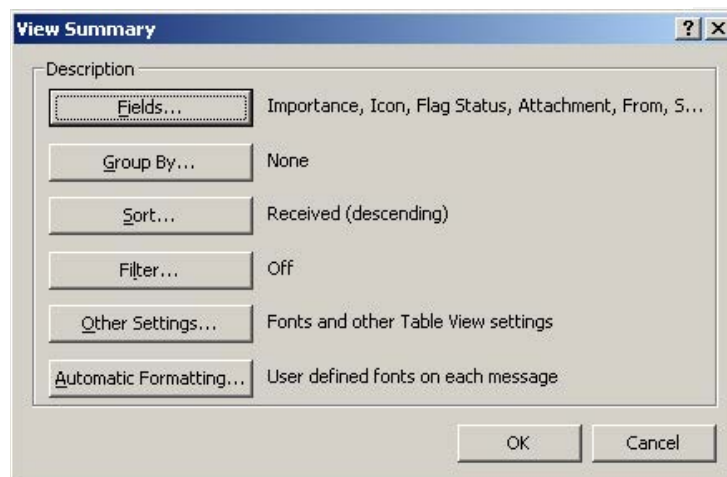 View Summary
Description
Fields... Importance, Icon, Flag Status, Attachment, From, S...
Group By... None
Sort... Received (descending)
Filter... Off
Other Settings... Fonts and other Table View settings
Automatic Formatting... User defined fonts on each message
OK Cancel